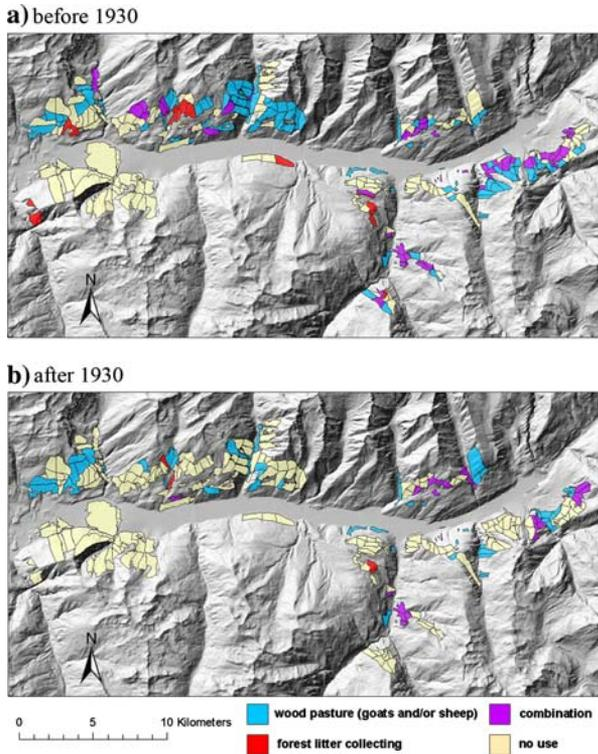 a) before 1930
N
b) after 1930
N
0 5 10 Kilometers
wood pasture (goats and/or sheep)
combination
forest litter collecting
no use